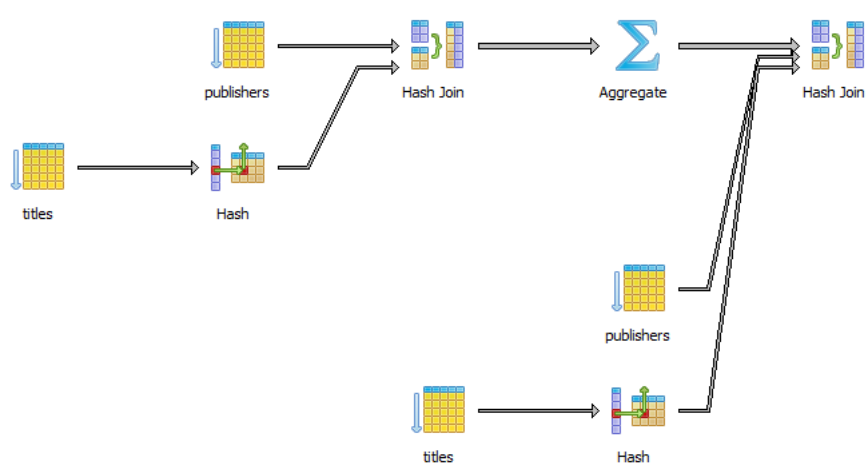 publishers
Hash Join
Aggregate
Hash Join
titles
Hash
publishers
titles
Hash